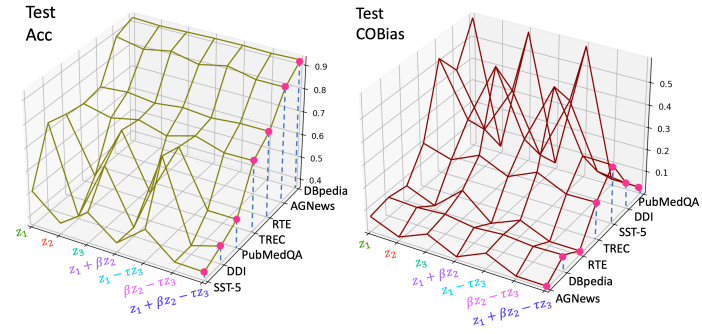 Test
Acc
0.9
0.8
0.7
0.6
0.5
0.4
DBpedia
AGNews
RTE
TREC
PubMedQA
DDI
SST-5
z₁
z₂
z₃
z₁ + βz₂
z₁ − τz₃
βz₂ − τz₃
z₁ + βz₂ − τz₃
Test
COBias
0.5
0.4
0.3
0.2
0.1
PubMedQA
DDI
SST-5
TREC
RTE
DBpedia
AGNews
z₁
z₂
z₃
z₁ + βz₂
z₁ − τz₃
βz₂ − τz₃
z₁ + βz₂ − τz₃